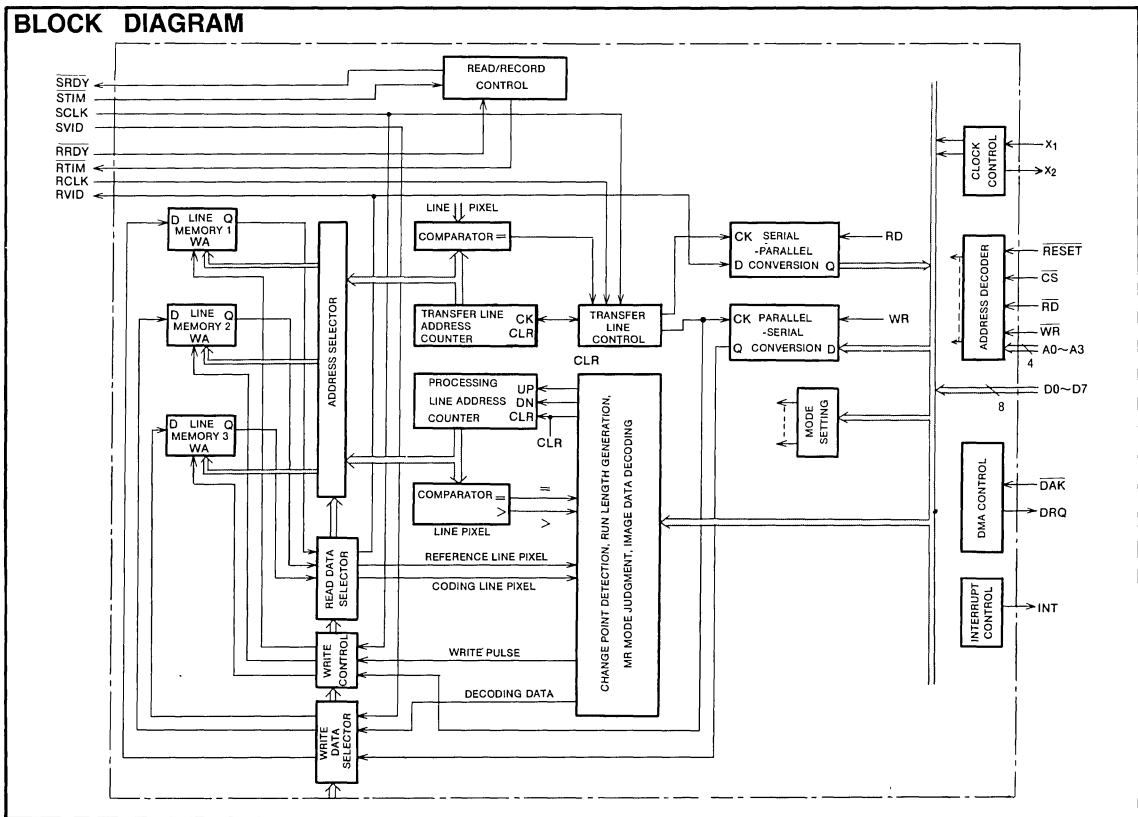 BLOCK DIAGRAM
SRDY
STIM
SCLK
SVID
RRDY
RTIM
RCLK
RVID
READ/RECORD
CONTROL
CLOCK
CONTROL
X1
X2
D LINE Q
MEMORY 1
WA
D LINE Q
MEMORY 2
WA
D LINE Q
MEMORY 3
WA
ADDRESS SELECTOR
LINE PIXEL
COMPARATOR =
TRANSFER LINE
ADDRESS
COUNTER
CK
CLR
TRANSFER
LINE
CONTROL
CLR
CK SERIAL
-PARALLEL
D CONVERSION Q
RD
CK PARALLEL
-SERIAL
Q CONVERSION D
WR
ADDRESS DECODER
RESET
CS
RD
WR
A0~A3
4
D0~D7
8
PROCESSING
LINE ADDRESS
COUNTER
UP
DN
CLR
CLR
COMPARATOR =
>
LINE PIXEL
=
>
MODE
SETTING
DMA CONTROL
DAK
DRQ
INTERRUPT
CONTROL
INT
READ DATA
SELECTOR
REFERENCE LINE PIXEL
CODING LINE PIXEL
WRITE
CONTROL
WRITE PULSE
DECODING DATA
WRITE
DATA
SELECTOR
CHANGE POINT DETECTION, RUN LENGTH GENERATION,
MR MODE JUDGMENT, IMAGE DATA DECODING